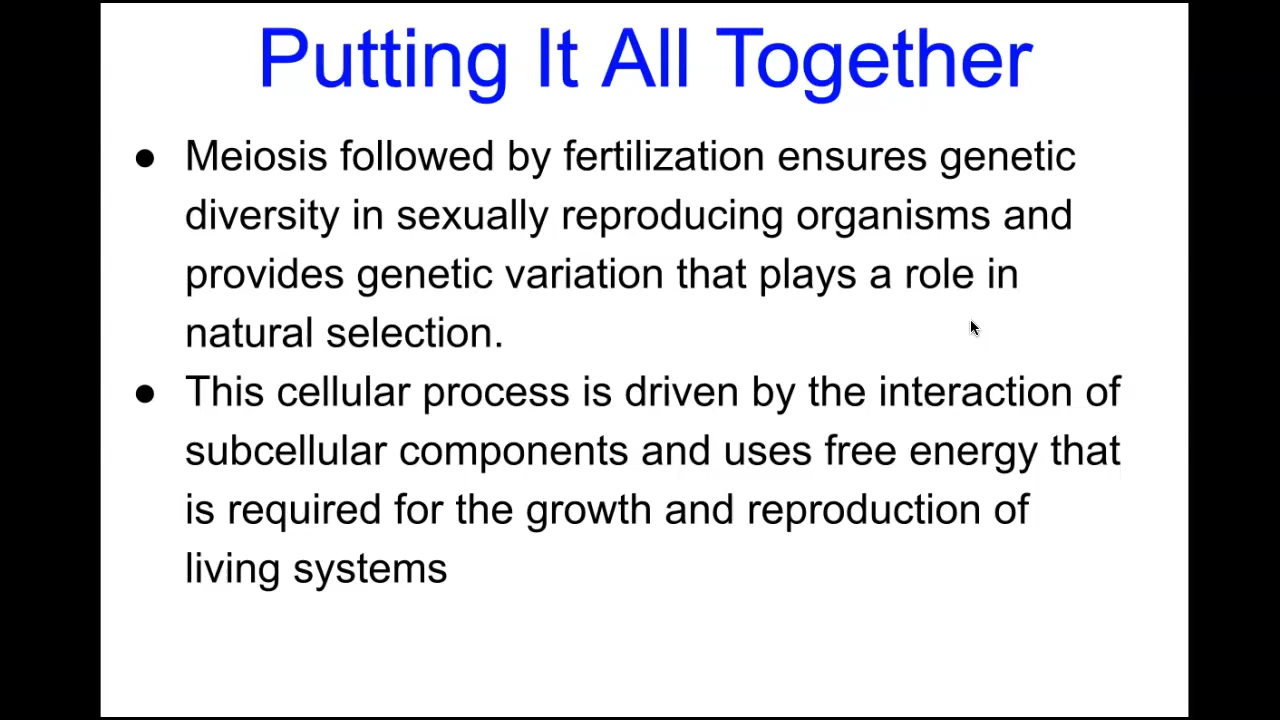 Putting It All Together
● Meiosis followed by fertilization ensures genetic
diversity in sexually reproducing organisms and
provides genetic variation that plays a role in
natural selection.
● This cellular process is driven by the interaction of
subcellular components and uses free energy that
is required for the growth and reproduction of
living systems